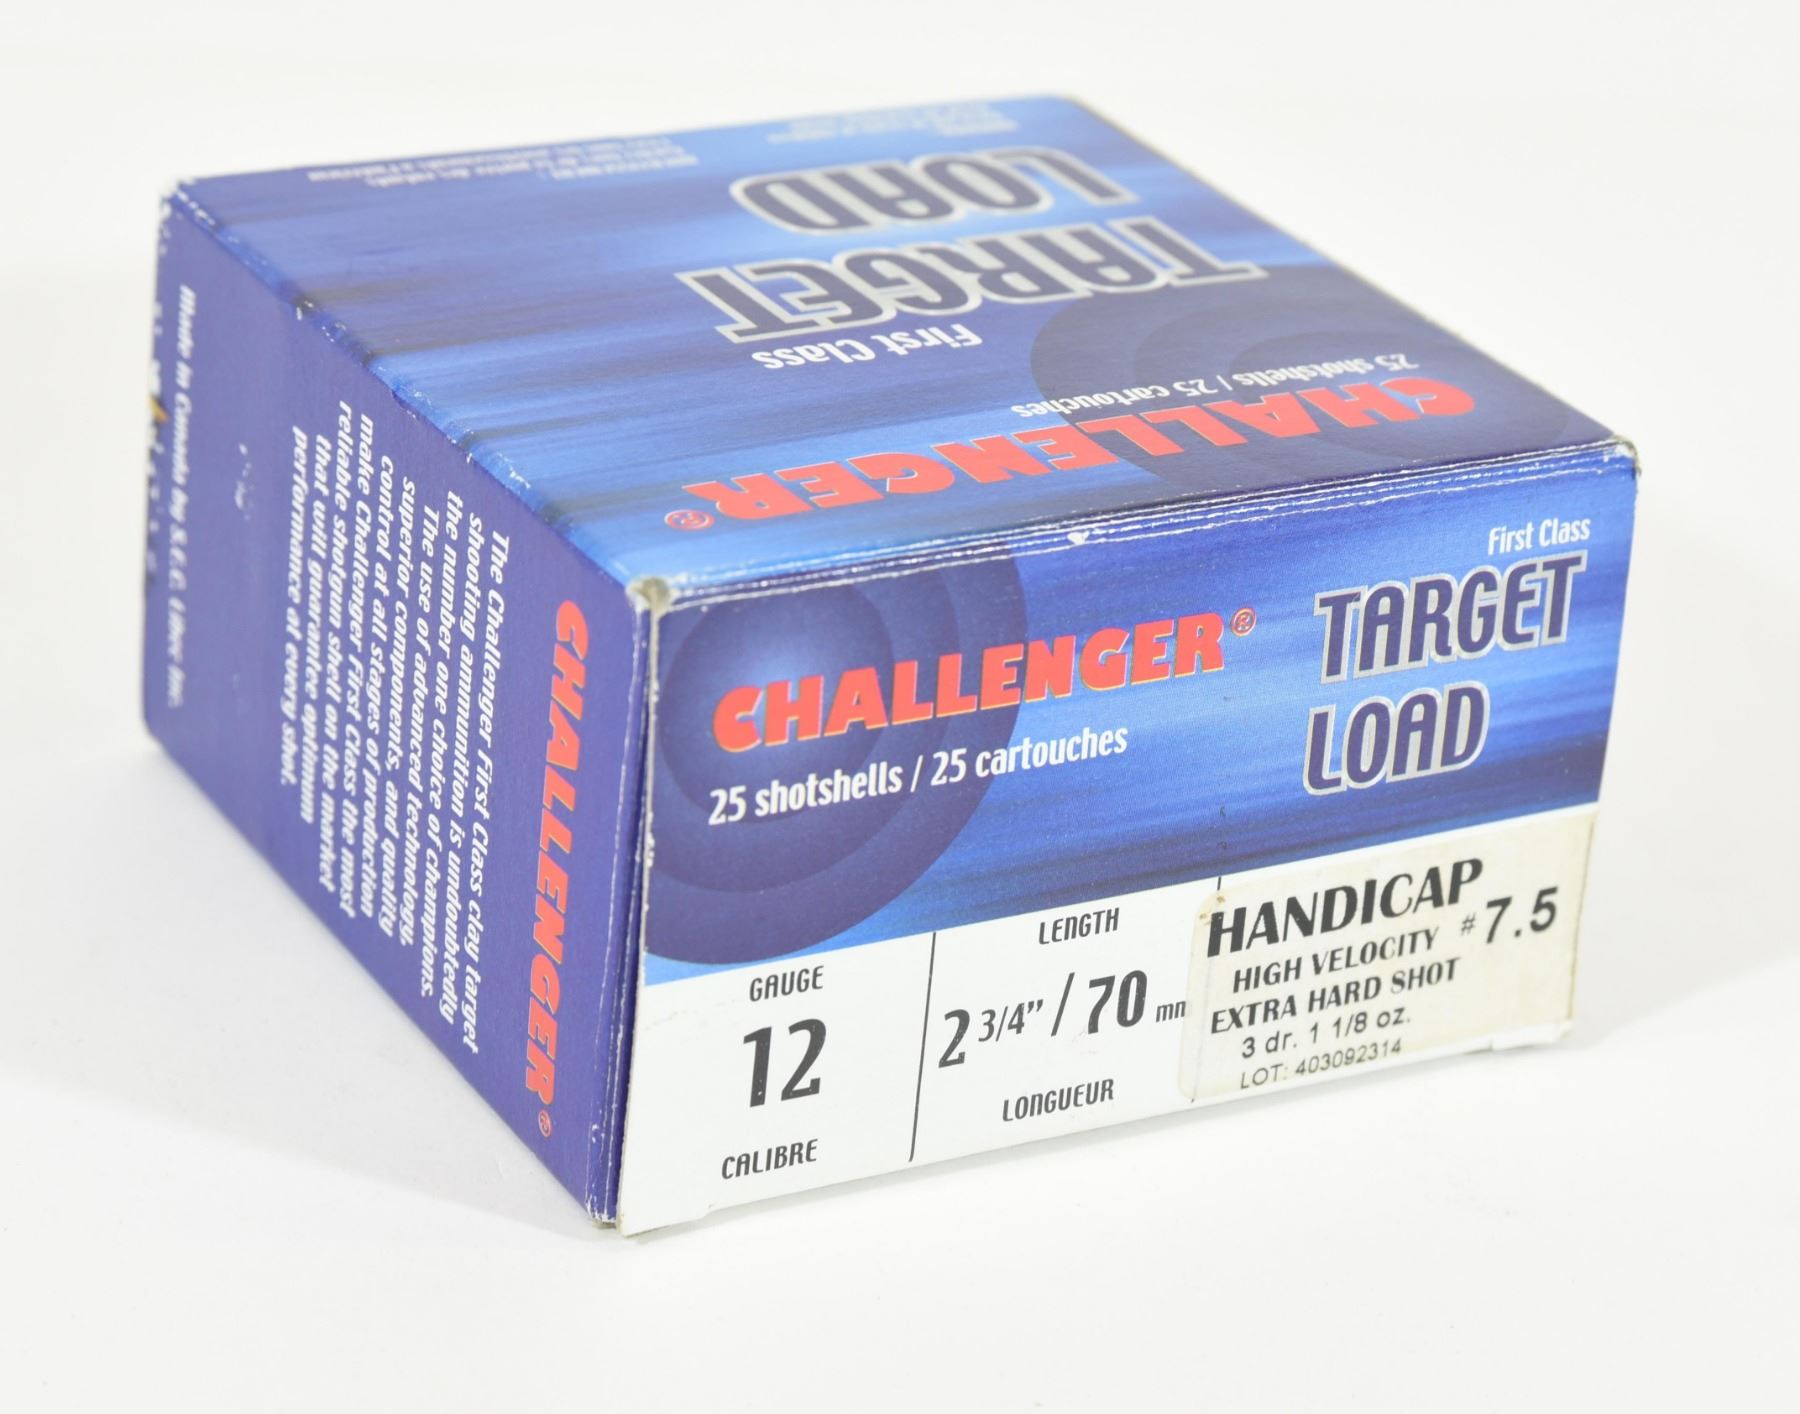 LOAD
TARGET
First Class
25 shotshells / 25 cartouches
CHALLENGER®
First Class
TARGET
LOAD
CHALLENGER®
25 shotshells / 25 cartouches
GAUGE
12
CALIBRE
LENGTH
2 3/4" / 70 mm
LONGUEUR
HANDICAP
HIGH VELOCITY # 7.5
EXTRA HARD SHOT
3 dr. 1 1/8 oz.
LOT: 403092314
CHALLENGER®
The Challenger First Class clay target
shooting ammunition is undoubtedly
the number one choice of champions.
The use of advanced technology,
superior components, and quality
control at all stages of production
make Challenger First Class the most
reliable shotgun shell on the market
that will guarantee optimum
performance at every shot.
Made in Canada by